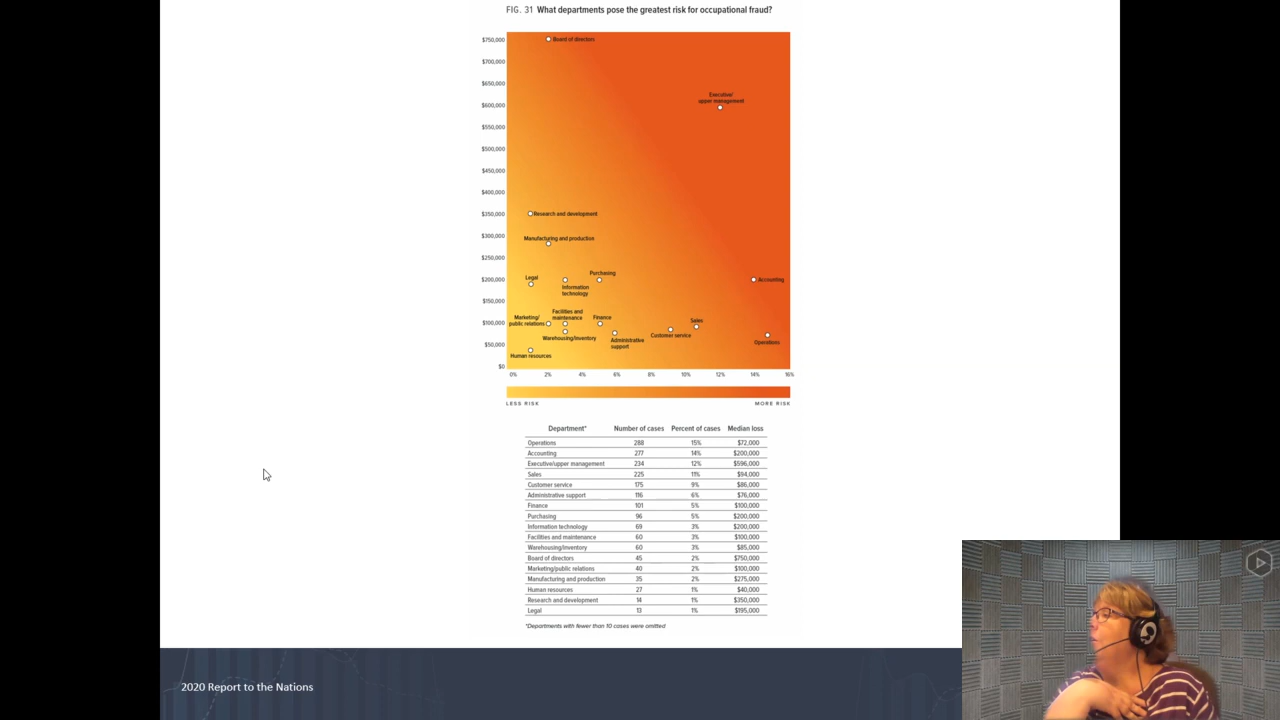 FIG. 31 What departments pose the greatest risk for occupational fraud?
$750,000
Board of directors
$700,000
$650,000
Executive/
upper management
$600,000
$550,000
$500,000
$450,000
$400,000
$350,000
Research and development
$300,000
Manufacturing and production
$250,000
Legal
Purchasing
$200,000
Accounting
Information
technology
$150,000
Facilities and
maintenance
Marketing/
public relations
Finance
Sales
$100,000
Warehousing/inventory
Administrative
support
Customer service
Operations
$50,000
Human resources
$0
0% 2% 4% 6% 8% 10% 12% 14% 16%
LESS RISK MORE RISK
Department* Number of cases Percent of cases Median loss
Operations 288 15% $72,000
Accounting 277 14% $200,000
Executive/upper management 234 12% $596,000
Sales 225 11% $94,000
Customer service 175 9% $86,000
Administrative support 116 6% $76,000
Finance 101 5% $100,000
Purchasing 96 5% $200,000
Information technology 69 3% $200,000
Facilities and maintenance 60 3% $100,000
Warehousing/inventory 60 3% $85,000
Board of directors 45 2% $750,000
Marketing/public relations 40 2% $100,000
Manufacturing and production 35 2% $275,000
Human resources 27 1% $40,000
Research and development 14 1% $350,000
Legal 13 1% $195,000
*Departments with fewer than 10 cases were omitted
2020 Report to the Nations